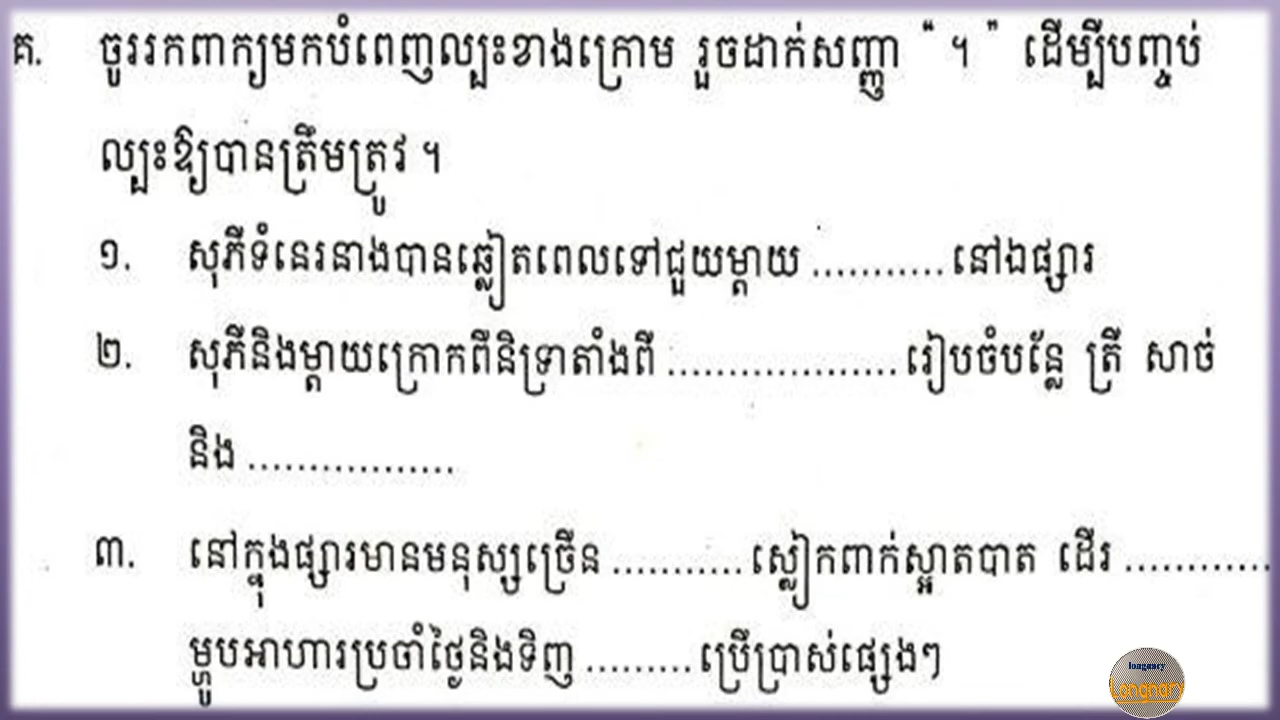 គ. ចូររកពាក្យមកបំពេញល្បះខាងក្រោម រួចដាក់សញ្ញា “ ។ ” ដើម្បីបញ្ចប់
ល្បះឱ្យបានត្រឹមត្រូវ ។
១. សុភីទំនេរនាងបានឆ្លៀតពេលទៅជួយម្ដាយ ........... នៅឯផ្សារ
២. សុភីនិងម្ដាយក្រោកពីនិទ្រាតាំងពី ................... រៀបចំបន្លែ ត្រី សាច់
និង .................
៣. នៅក្នុងផ្សារមានមនុស្សច្រើន ........... ស្លៀកពាក់ស្អាតបាត ដើរ ............
ម្ហូបអាហារប្រចាំថ្ងៃនិងទិញ ......... ប្រើប្រាស់ផ្សេងៗ
longnary
Longnary